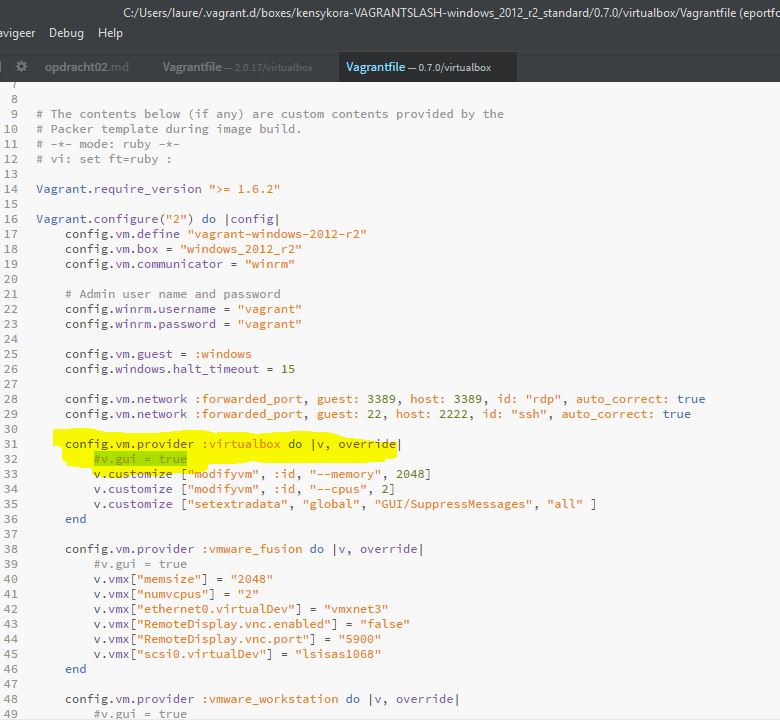 C:/Users/laure/.vagrant.d/boxes/kensykora-VAGRANTSLASH-windows_2012_r2_standard/0.7.0/virtualbox/Vagrantfile (eportfo
avigeer Debug Help
opdracht02.md Vagrantfile — 2.0.17/virtualbox Vagrantfile — 0.7.0/virtualbox
7
8
9 # The contents below (if any) are custom contents provided by the
10 # Packer template during image build.
11 # -*- mode: ruby -*-
12 # vi: set ft=ruby :
13
14 Vagrant.require_version ">= 1.6.2"
15
16 Vagrant.configure("2") do |config|
17 config.vm.define "vagrant-windows-2012-r2"
18 config.vm.box = "windows_2012_r2"
19 config.vm.communicator = "winrm"
20
21 # Admin user name and password
22 config.winrm.username = "vagrant"
23 config.winrm.password = "vagrant"
24
25 config.vm.guest = :windows
26 config.windows.halt_timeout = 15
27
28 config.vm.network :forwarded_port, guest: 3389, host: 3389, id: "rdp", auto_correct: true
29 config.vm.network :forwarded_port, guest: 22, host: 2222, id: "ssh", auto_correct: true
30
31 config.vm.provider :virtualbox do |v, override|
32 #v.gui = true
33 v.customize ["modifyvm", :id, "--memory", 2048]
34 v.customize ["modifyvm", :id, "--cpus", 2]
35 v.customize ["setextradata", "global", "GUI/SuppressMessages", "all" ]
36 end
37
38 config.vm.provider :vmware_fusion do |v, override|
39 #v.gui = true
40 v.vmx["memsize"] = "2048"
41 v.vmx["numvcpus"] = "2"
42 v.vmx["ethernet0.virtualDev"] = "vmxnet3"
43 v.vmx["RemoteDisplay.vnc.enabled"] = "false"
44 v.vmx["RemoteDisplay.vnc.port"] = "5900"
45 v.vmx["scsi0.virtualDev"] = "lsisas1068"
46 end
47
48 config.vm.provider :vmware_workstation do |v, override|
49 #v.gui = true